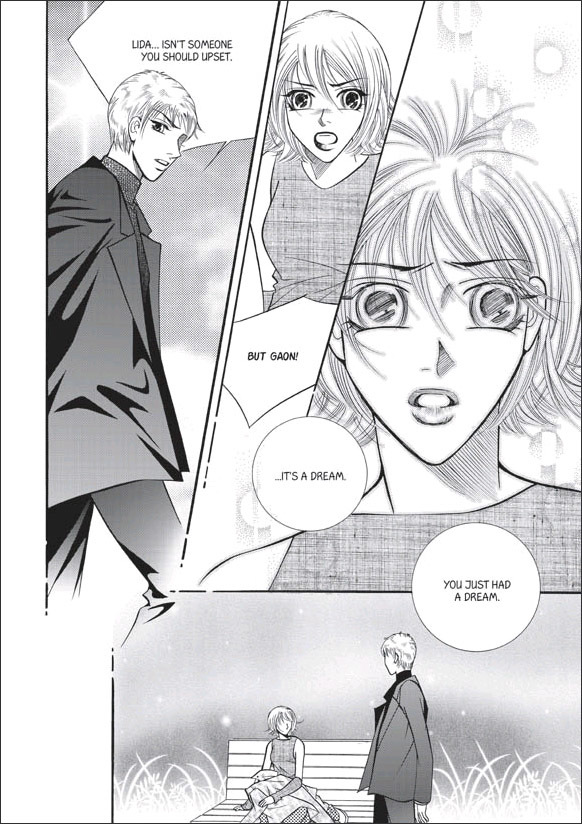 LIDA... ISN'T SOMEONE
YOU SHOULD UPSET.
BUT GAON!
...IT'S A DREAM.
YOU JUST HAD
A DREAM.